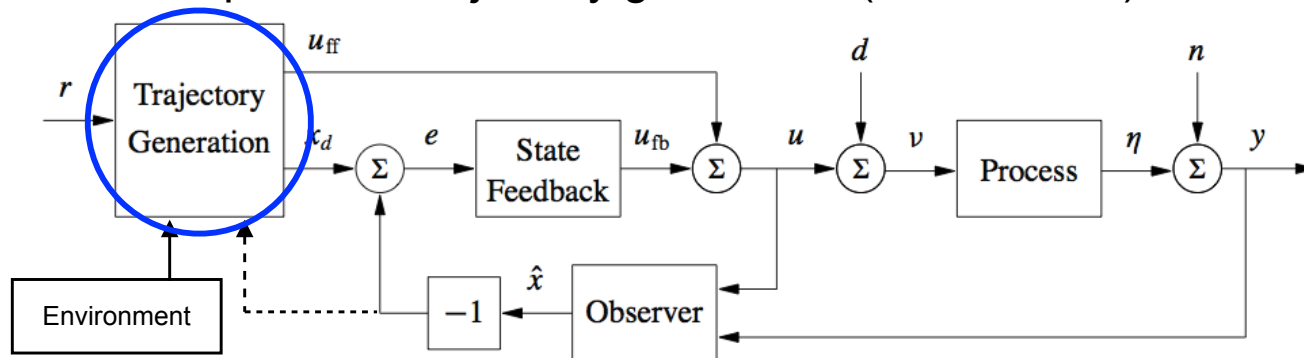 r
Trajectory
Generation
u_ff
x_d
Σ
e
State
Feedback
u_fb
Σ
u
d
Σ
ν
Process
η
n
Σ
y
Environment
−1
x̂
Observer